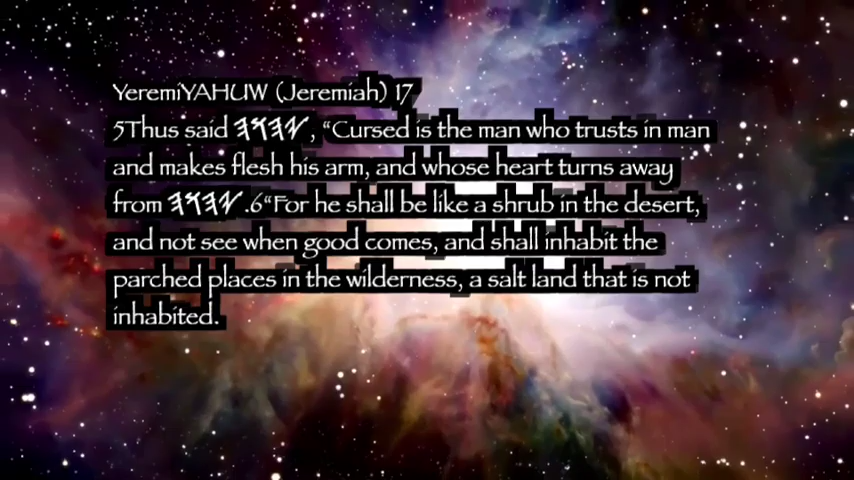 YeremiYAHUW (Jeremiah) 17
5Thus said 𐤉𐤄𐤅𐤄, “Cursed is the man who trusts in man
and makes flesh his arm, and whose heart turns away
from 𐤉𐤄𐤅𐤄.6“For he shall be like a shrub in the desert,
and not see when good comes, and shall inhabit the
parched places in the wilderness, a salt land that is not
inhabited.